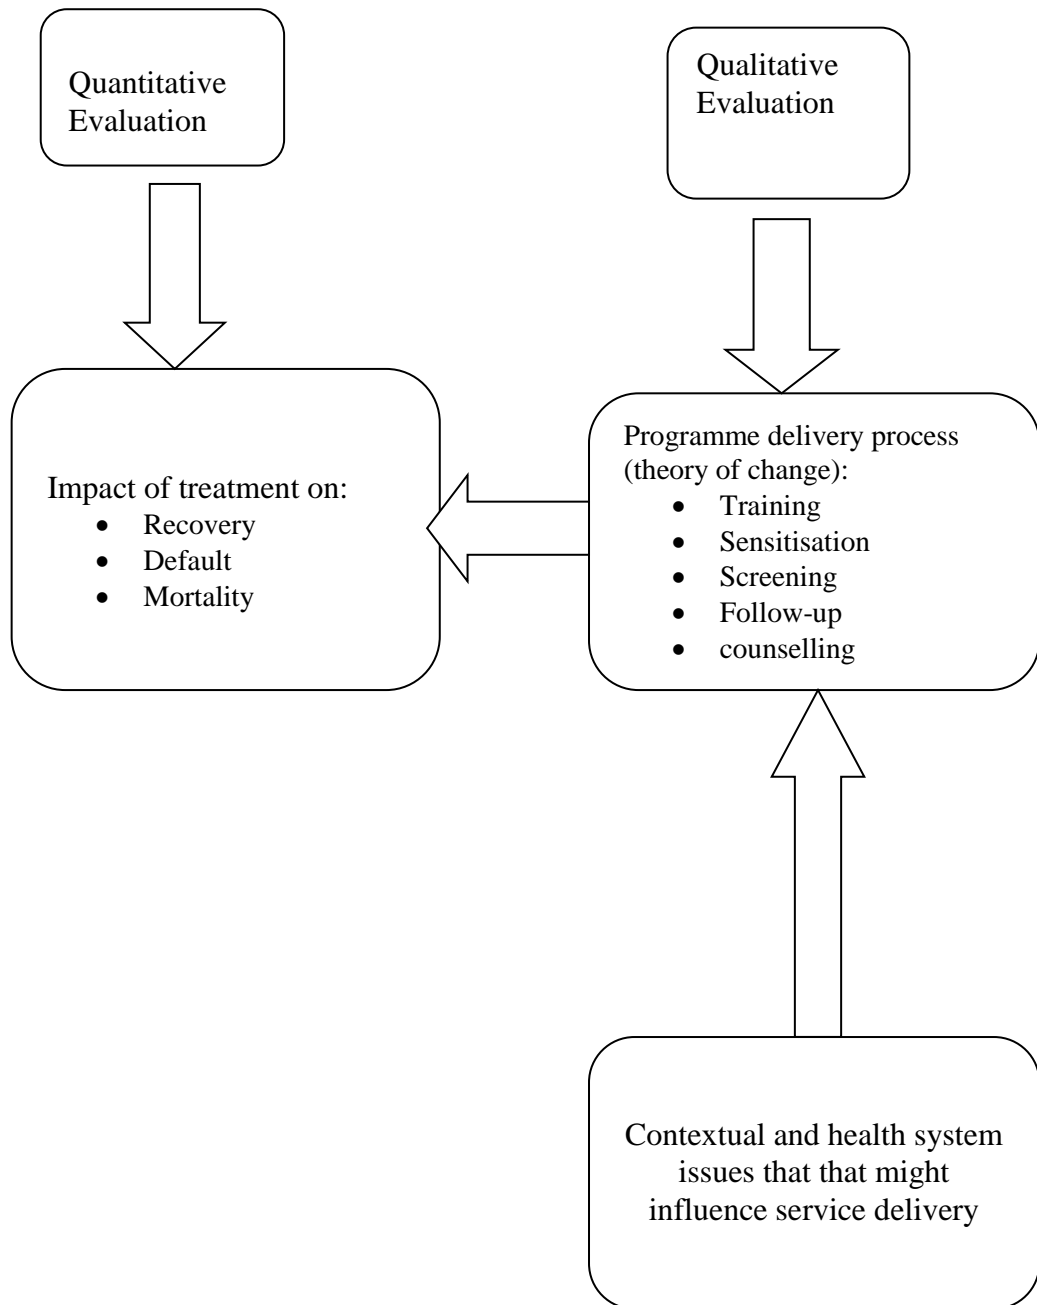 Quantitative
Evaluation
Qualitative
Evaluation
Impact of treatment on:
• Recovery
• Default
• Mortality
Programme delivery process
(theory of change):
• Training
• Sensitisation
• Screening
• Follow-up
• counselling
Contextual and health system
issues that that might
influence service delivery